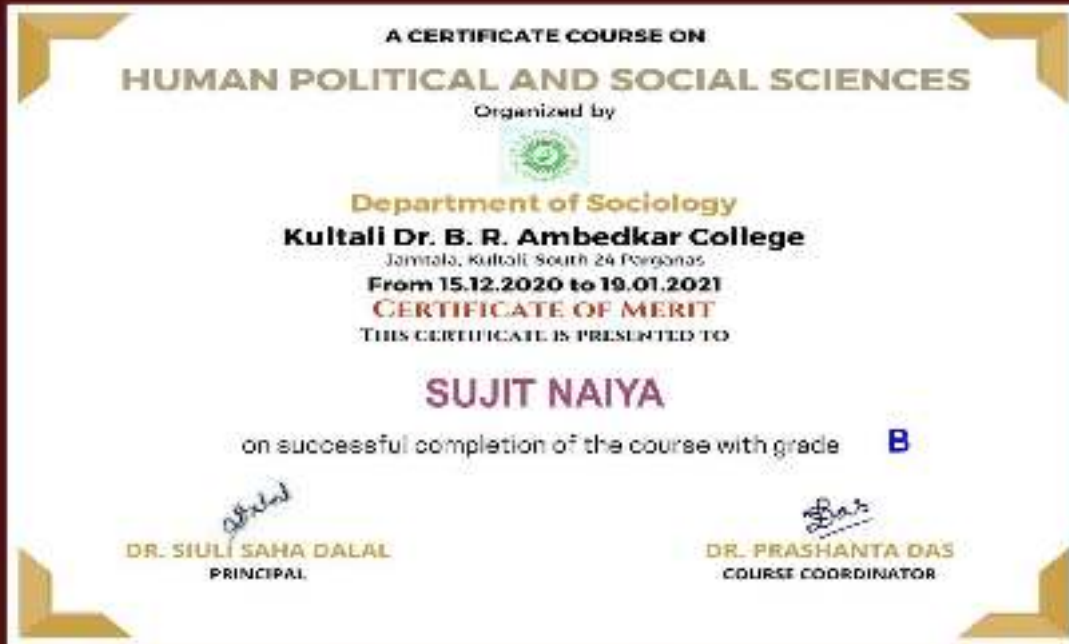 A CERTIFICATE COURSE ON
HUMAN POLITICAL AND SOCIAL SCIENCES
Organized by
Department of Sociology
Kultali Dr. B. R. Ambedkar College
Jamtala, Kultali, South 24 Parganas
From 15.12.2020 to 19.01.2021
CERTIFICATE OF MERIT
THIS CERTIFICATE IS PRESENTED TO
SUJIT NAIYA
on successful completion of the course with grade B
DR. SIULI SAHA DALAL
PRINCIPAL
Das
DR. PRASHANTA DAS
COURSE COORDINATOR